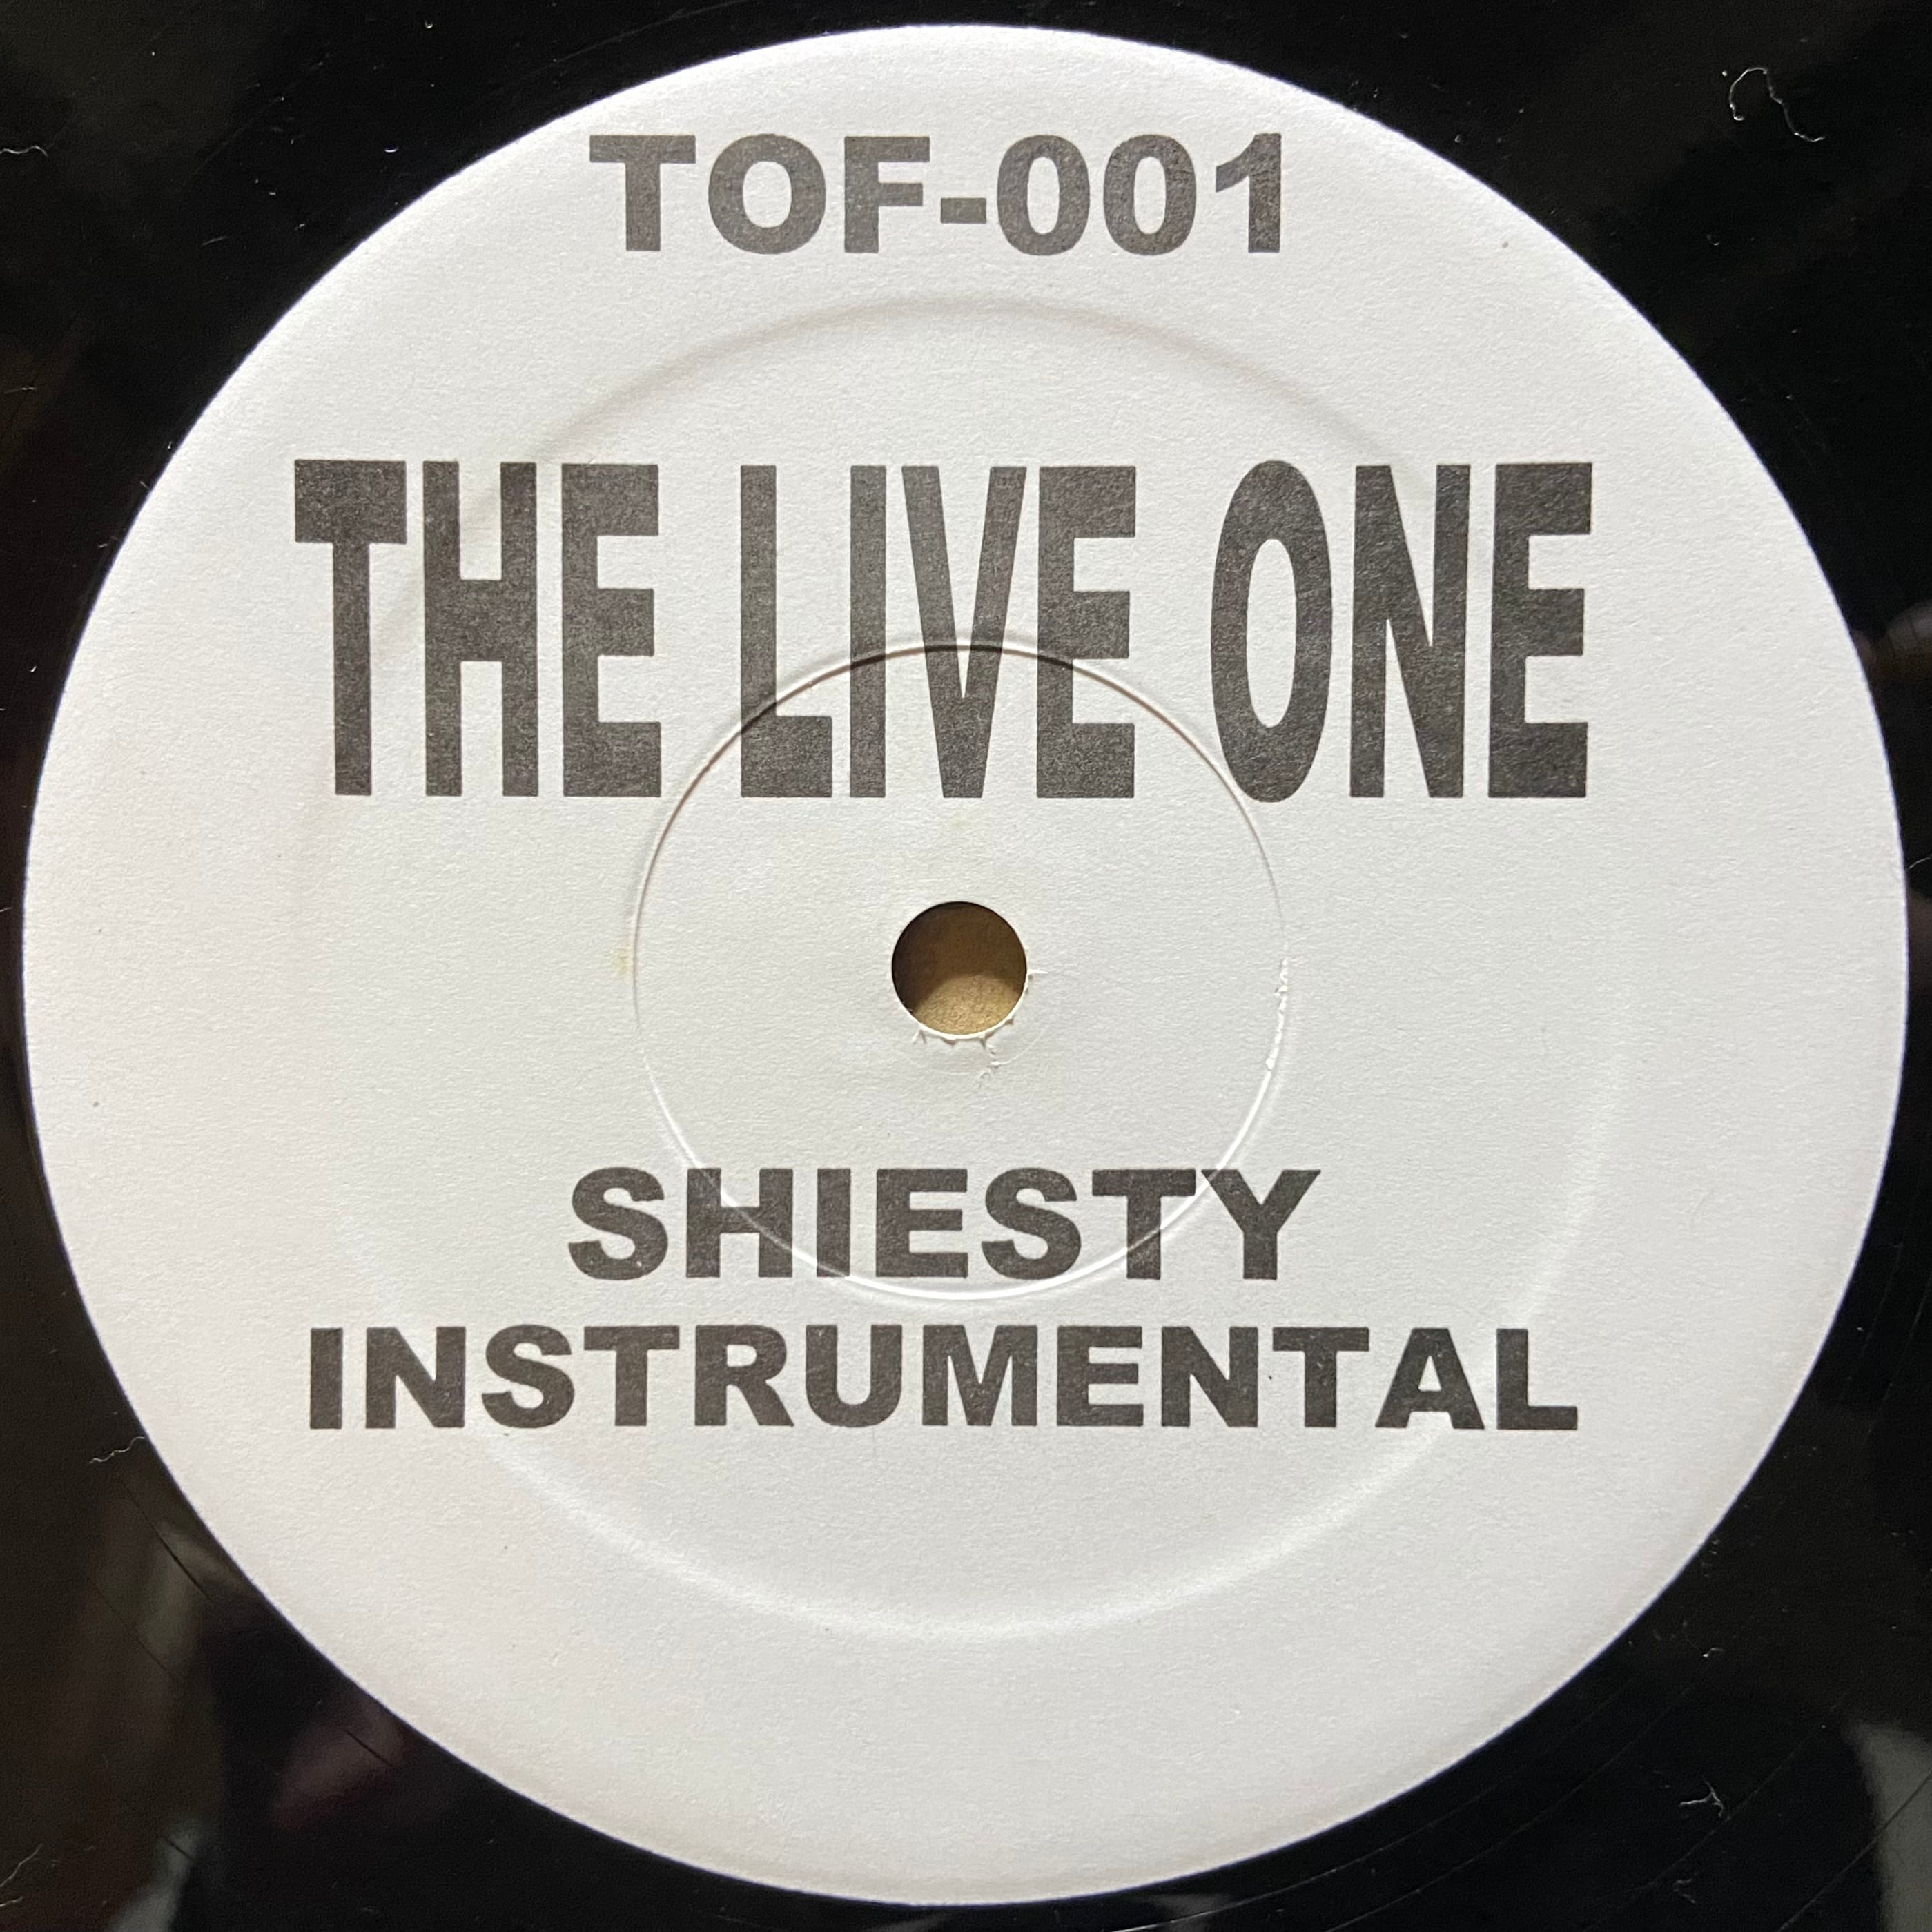 TOF-001
THE LIVE ONE
SHIESTY
INSTRUMENTAL